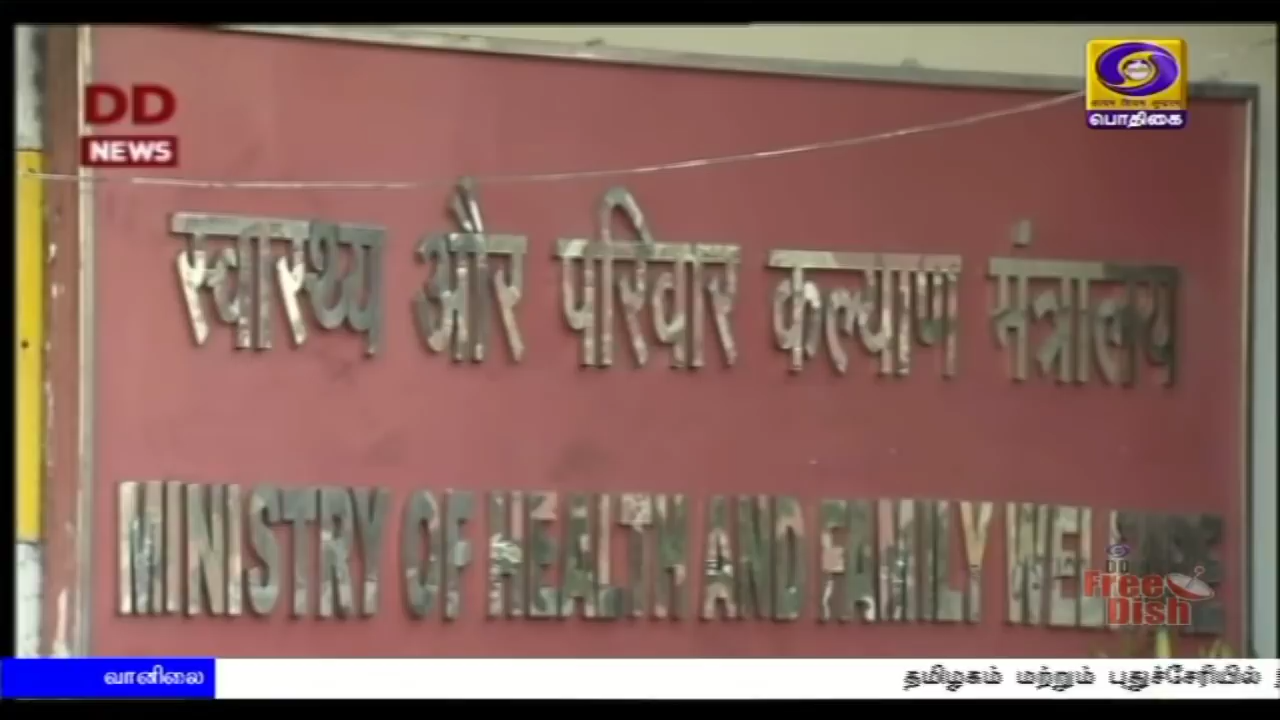 DD
NEWS
பொதிகை
स्वास्थ्य और परिवार कल्याण मंत्रालय
MINISTRY OF HEALTH AND FAMILY WELFARE
DD
Free
Dish
வானிலை
தமிழகம் மற்றும் புதுச்சேரியில்